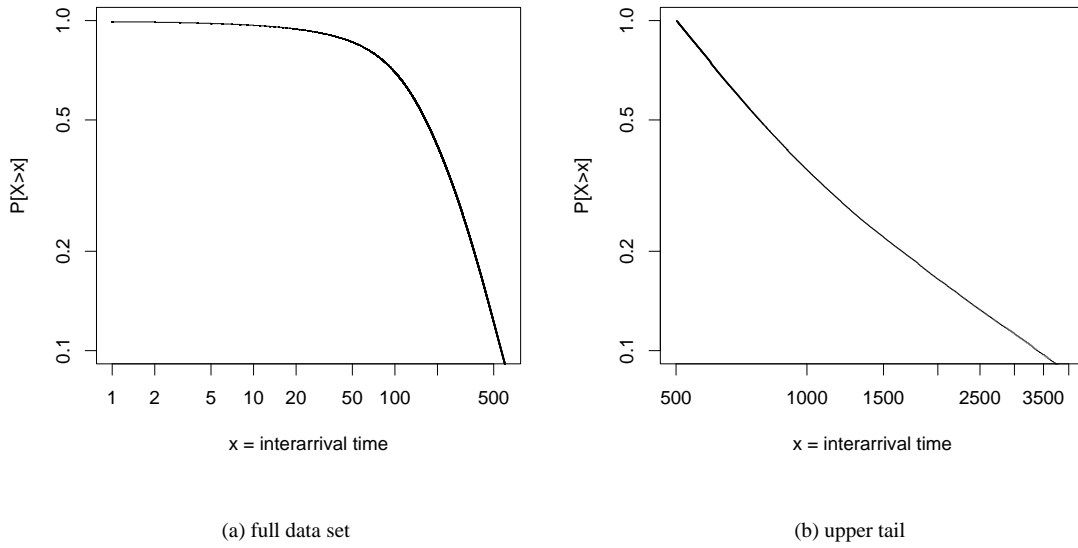 1.0
0.5
0.2
0.1
P[X>x]
1 2 5 10 20 50 100 500
x = interarrival time
(a) full data set
1.0
0.5
0.2
0.1
P[X>x]
500 1000 1500 2500 3500
x = interarrival time
(b) upper tail